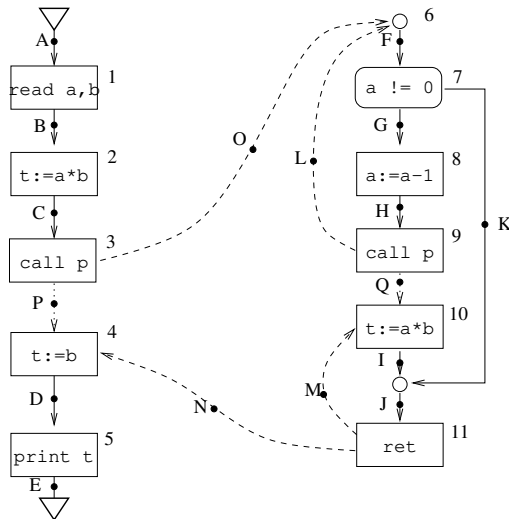 A
1
read a,b
B
2
t:=a*b
C
3
call p
P
4
t:=b
D
5
print t
E
O
L
N
M
6
F
7
a != 0
G
8
a:=a-1
H
9
call p
Q
10
t:=a*b
I
J
11
ret
K